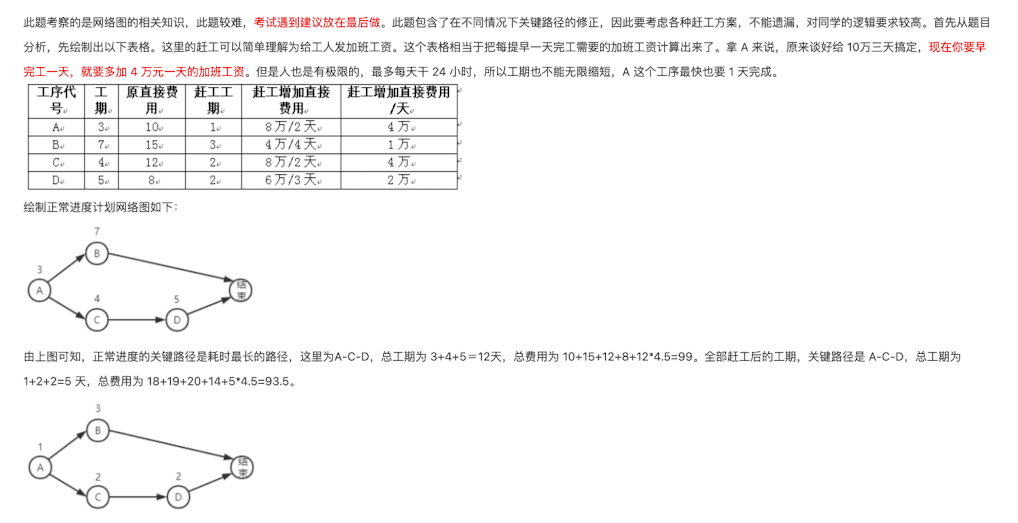 此题考察的是网络图的相关知识，此题较难，考试遇到建议放在最后做。此题包含了在不同情况下关键路径的修正，因此要考虑各种赶工方案，不能遗漏，对同学的逻辑要求较高。首先从题目
分析，先绘制出以下表格。这里的赶工可以简单理解为给工人发加班工资。这个表格相当于把每提早一天完工需要的加班工资计算出来了。拿 A 来说，原来谈好给 10万三天搞定，现在你要早
完工一天，就要多加 4 万元一天的加班工资。但是人也是有极限的，最多每天干 24 小时，所以工期也不能无限缩短，A 这个工序最快也要 1 天完成。
工序代号 工期 原直接费用 赶工工期 赶工增加直接费用 赶工增加直接费用/天
A 3 10 1 8万/2天 4万
B 7 15 3 4万/4天 1万
C 4 12 2 8万/2天 4万
D 5 8 2 6万/3天 2万
绘制正常进度计划网络图如下：
7
B
3
A
结束
4
C
5
D
由上图可知，正常进度的关键路径是耗时最长的路径，这里为A-C-D，总工期为 3+4+5＝12天，总费用为 10+15+12+8+12*4.5=99。全部赶工后的工期，关键路径是 A-C-D，总工期为
1+2+2=5 天，总费用为 18+19+20+14+5*4.5=93.5。
3
B
1
A
结束
2
C
2
D